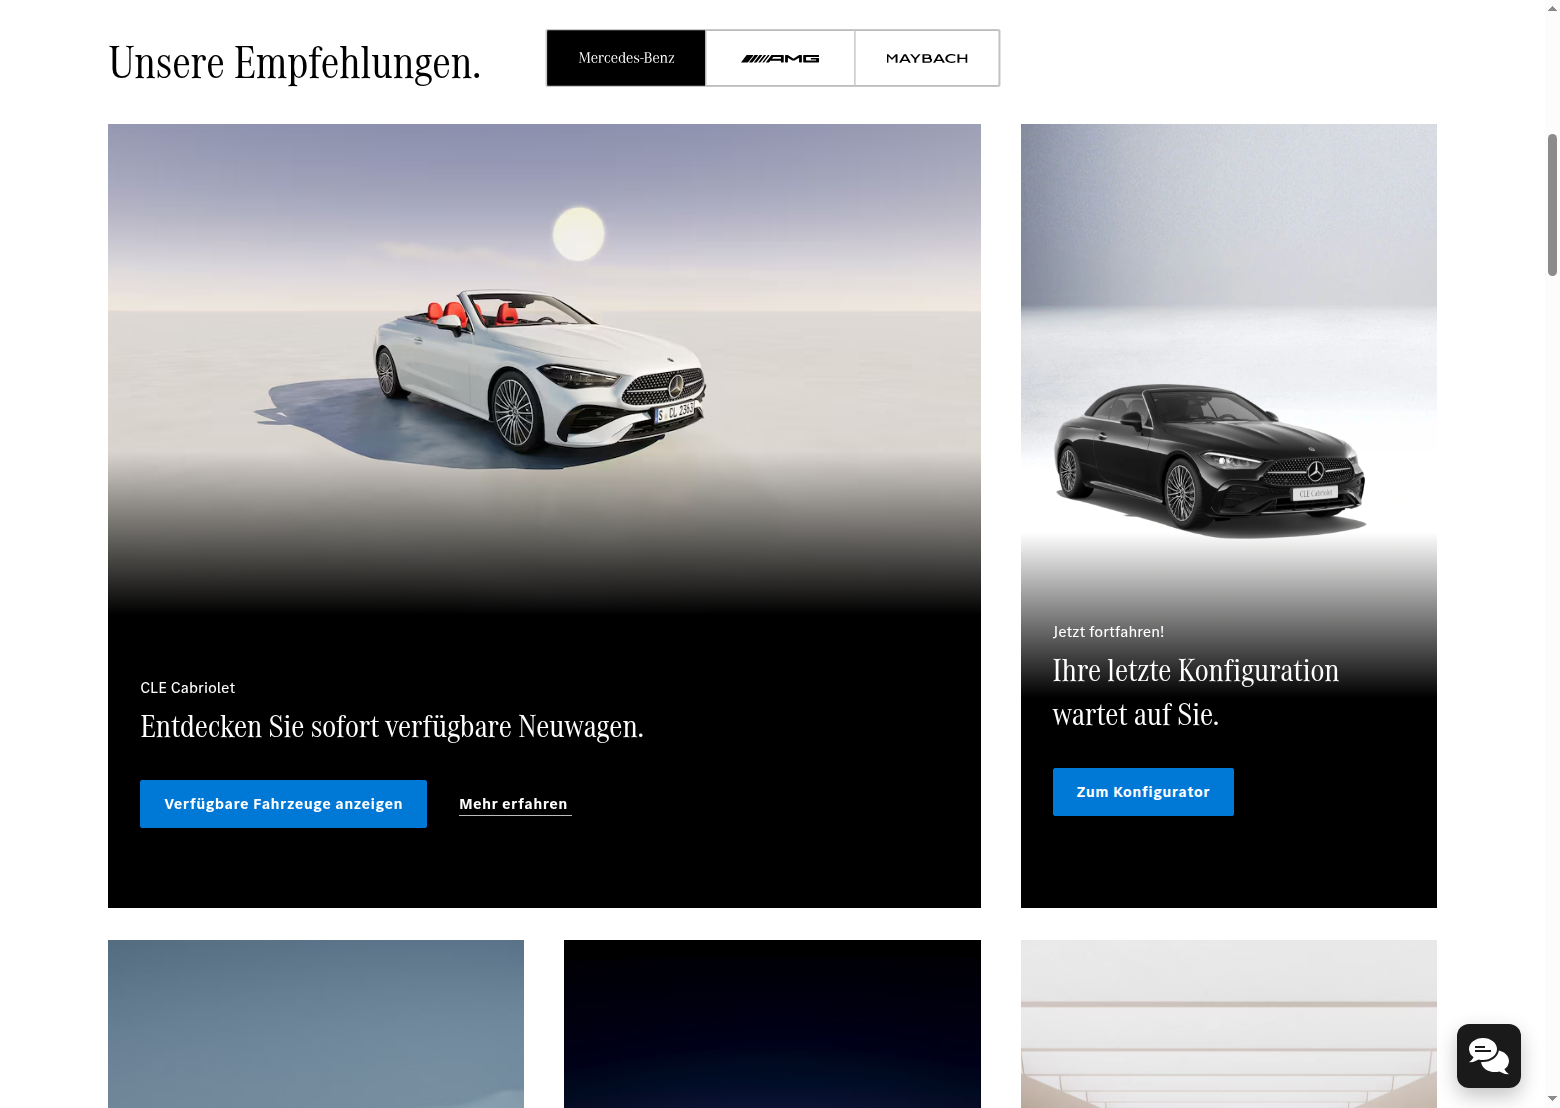 Unsere Empfehlungen.
Mercedes-Benz
AMG
MAYBACH
S CL 2363
CLE Cabriolet
CLE Cabriolet
Entdecken Sie sofort verfügbare Neuwagen.
Verfügbare Fahrzeuge anzeigen
Mehr erfahren
Jetzt fortfahren!
Ihre letzte Konfiguration
wartet auf Sie.
Zum Konfigurator